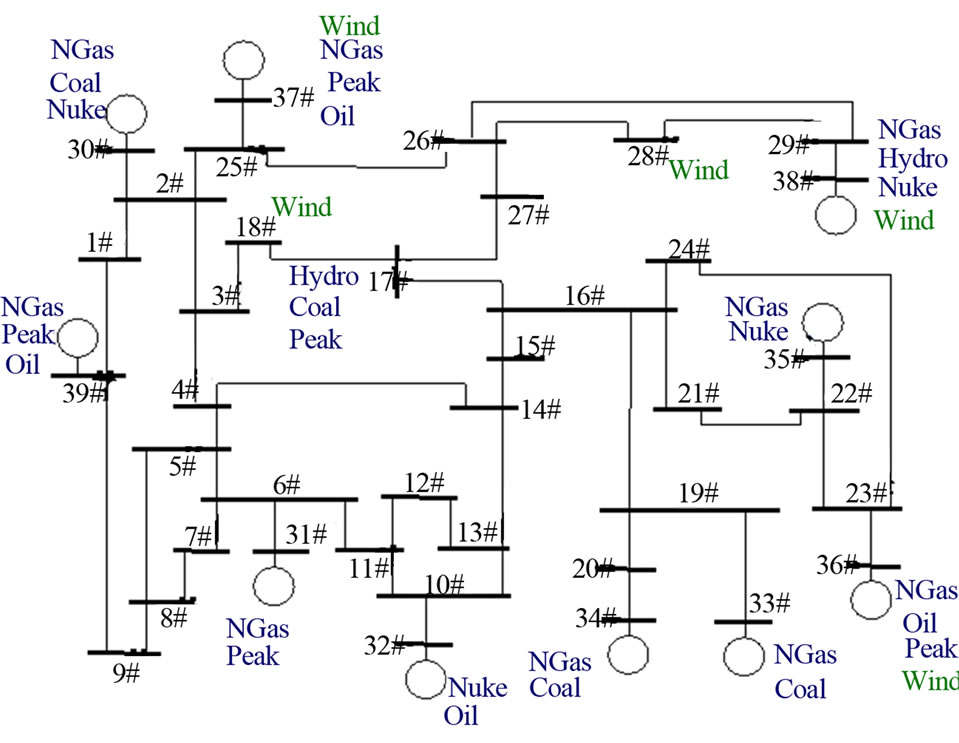 Wind
NGas
Coal
Nuke
NGas
Peak
Oil
37#
30#
25#
26#
28#
Wind
29#
NGas
Hydro
Nuke
Wind
38#
2#
Wind
18#
27#
1#
17#
24#
3#
Hydro
Coal
Peak
16#
NGas
Peak
Oil
NGas
Nuke
15#
35#
39#
4#
14#
21#
22#
5#
6#
12#
19#
23#
7#
31#
11#
13#
10#
20#
36#
8#
NGas
Peak
34#
33#
NGas
Oil
Peak
Wind
9#
32#
Nuke
Oil
NGas
Coal
NGas
Coal